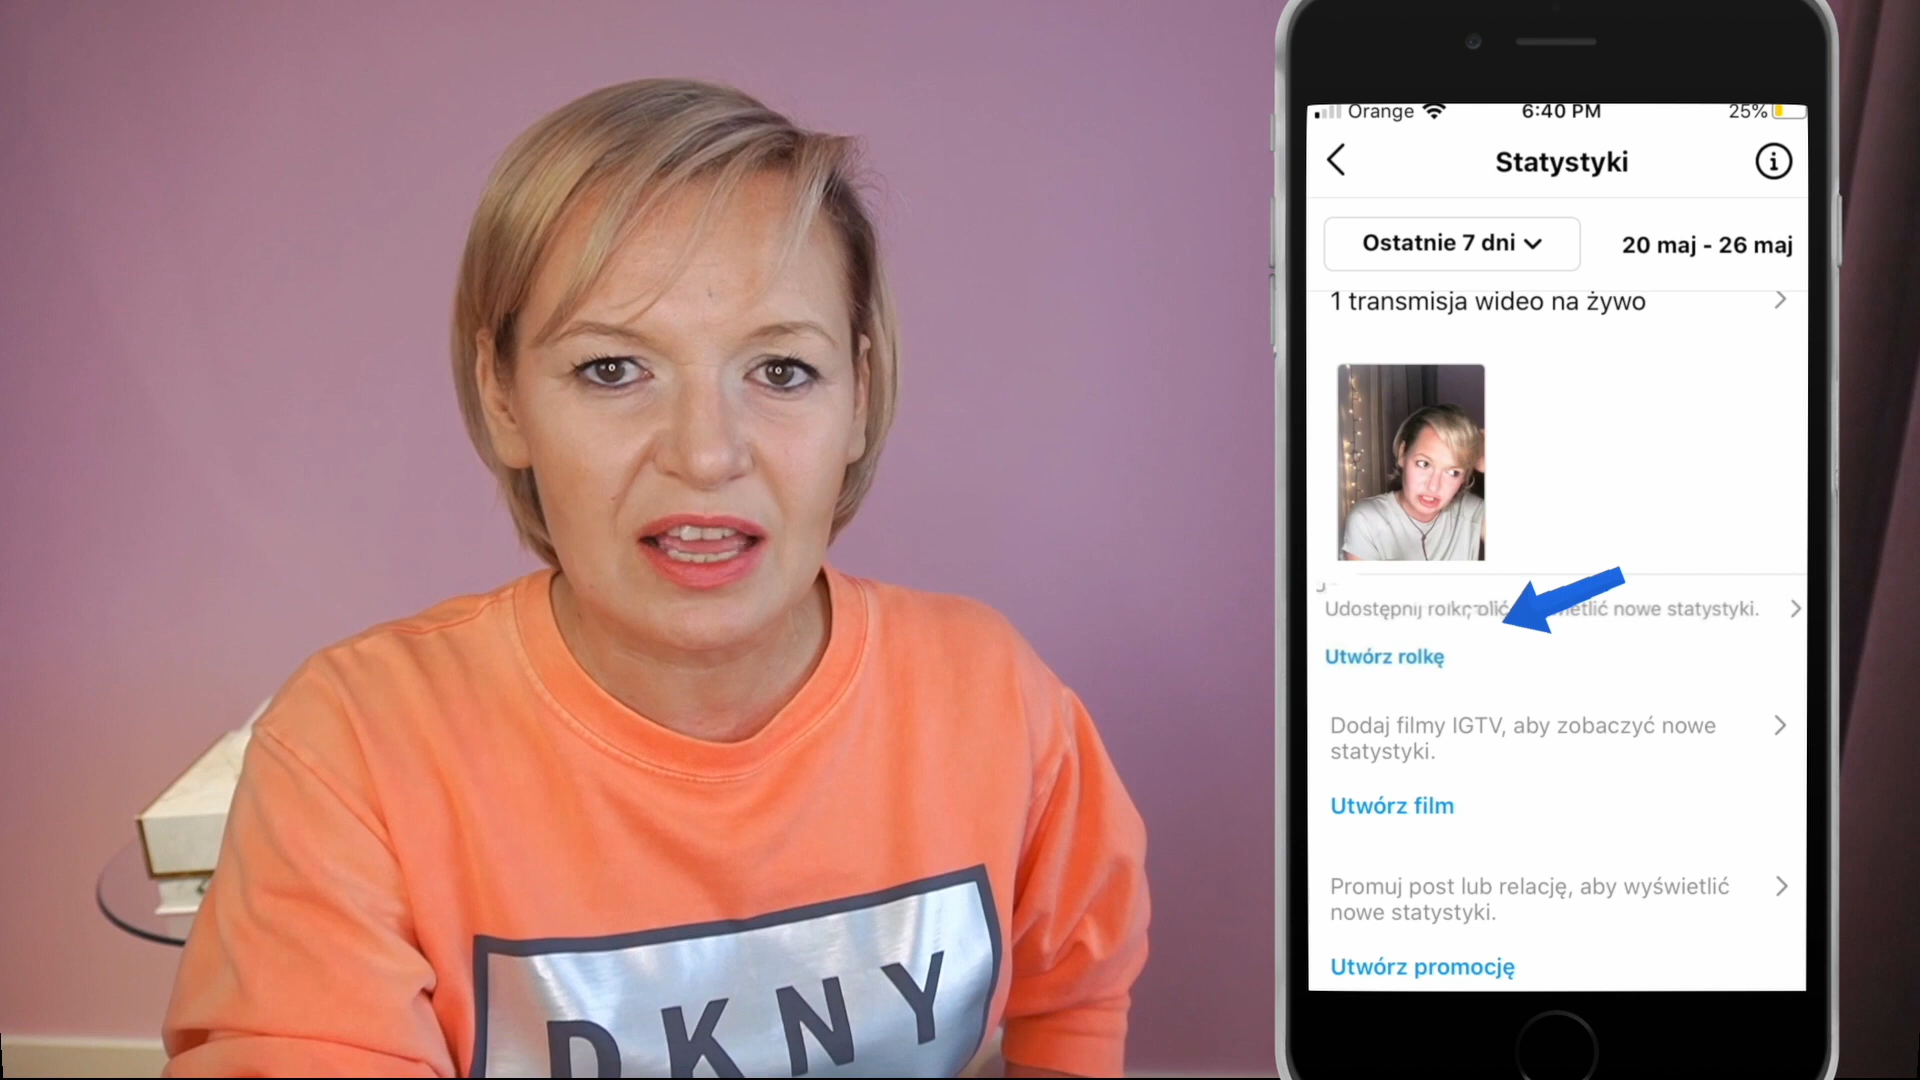 Orange
6:40 PM
25%
Statystyki
Ostatnie 7 dni
20 maj - 26 maj
1 transmisja wideo na żywo
Udostępnij nowe statystyki.
Utwórz rolkę
Dodaj filmy IGTV, aby zobaczyć nowe
statystyki.
Utwórz film
Promuj post lub relację, aby wyświetlić
nowe statystyki.
Utwórz promocję
DKNY